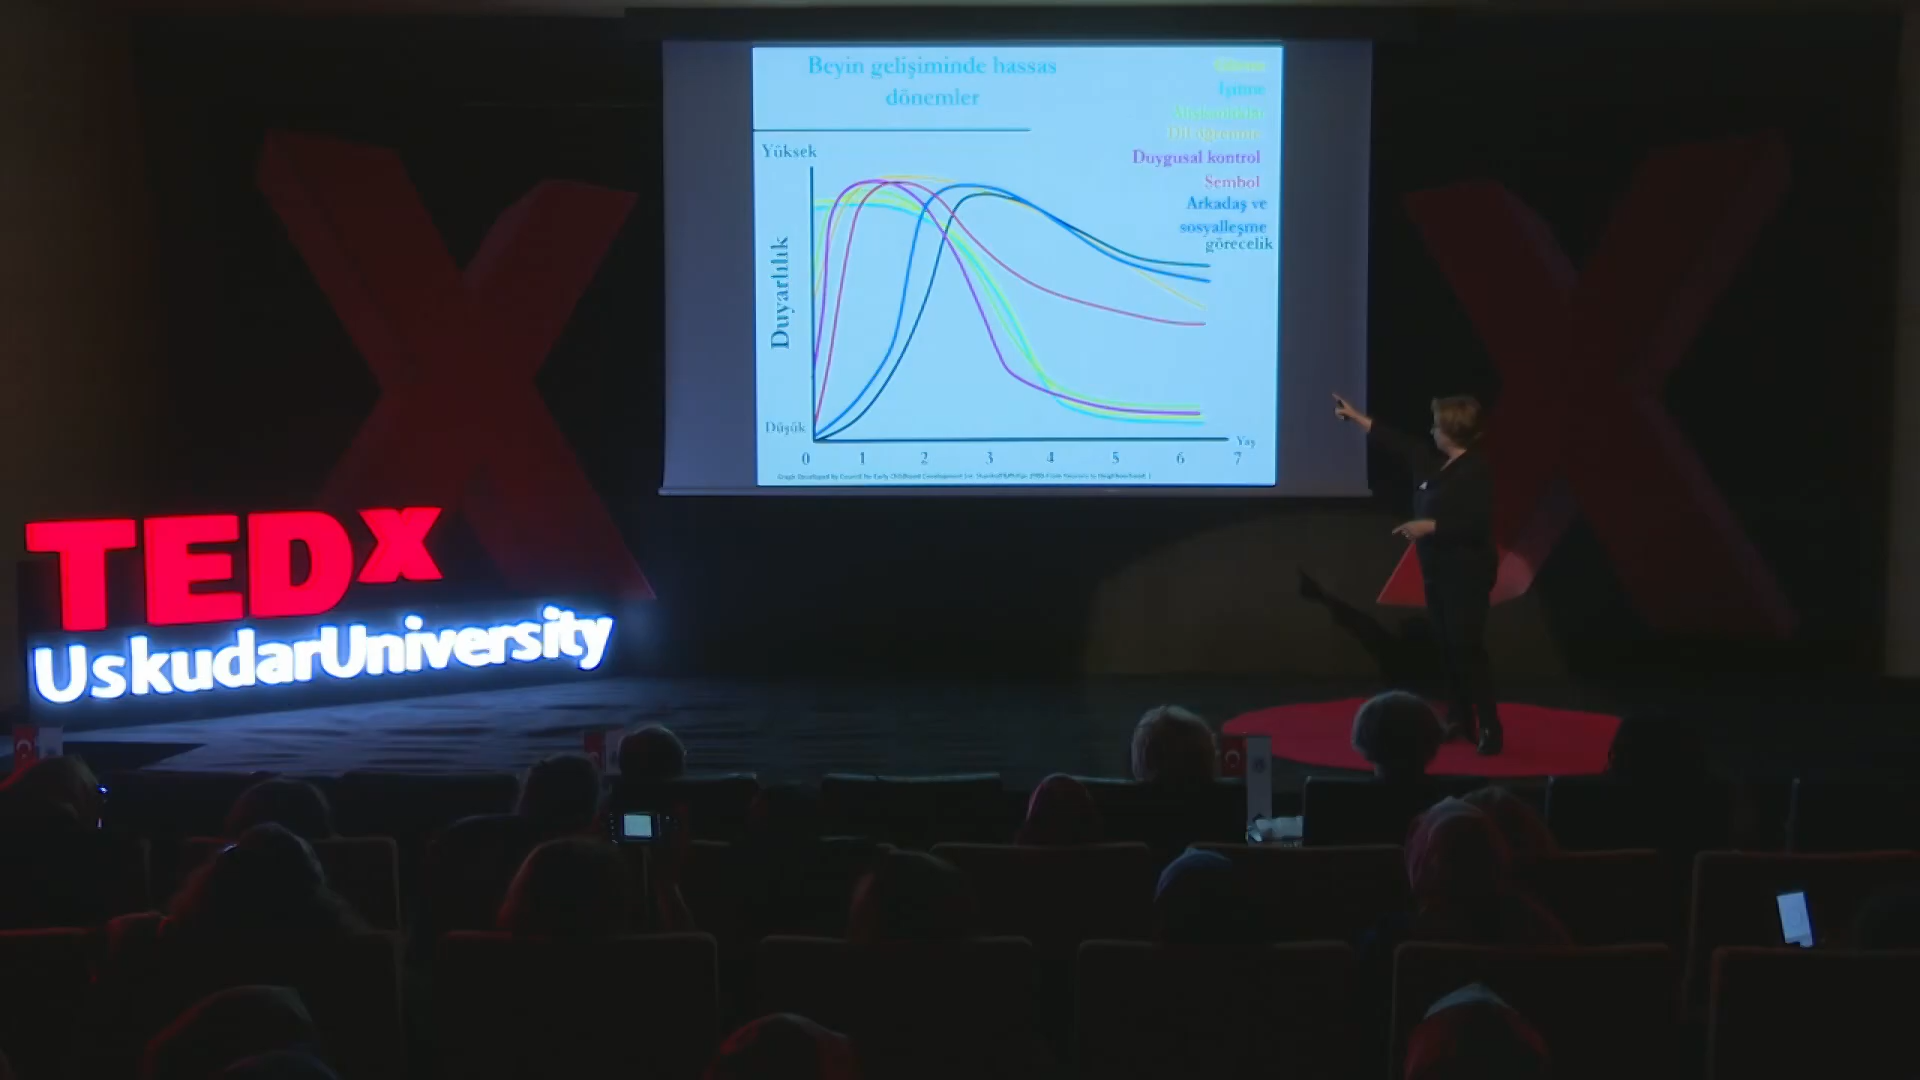 Beyin gelişiminde hassas
dönemler
İşitme
Duygusal kontrol
Sembol
Arkadaş ve
sosyalleşme
görecelik
Yüksek
Duyarlılık
Düşük
Yaş
0 1 2 3 4 5 6 7
TEDx
UskudarUniversity